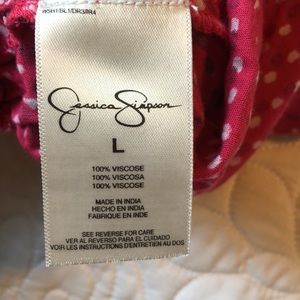 Jessica Simpson
L
100% VISCOSE
100% VISCOSA
100% VISCOSE
MADE IN INDIA
HECHO EN INDIA
FABRIQUE EN INDE
SEE REVERSE FOR CARE
VER AL REVERSO PARA EL CUIDADO
VOIR LES INSTRUCTIONS D'ENTRETIEN AU DOS